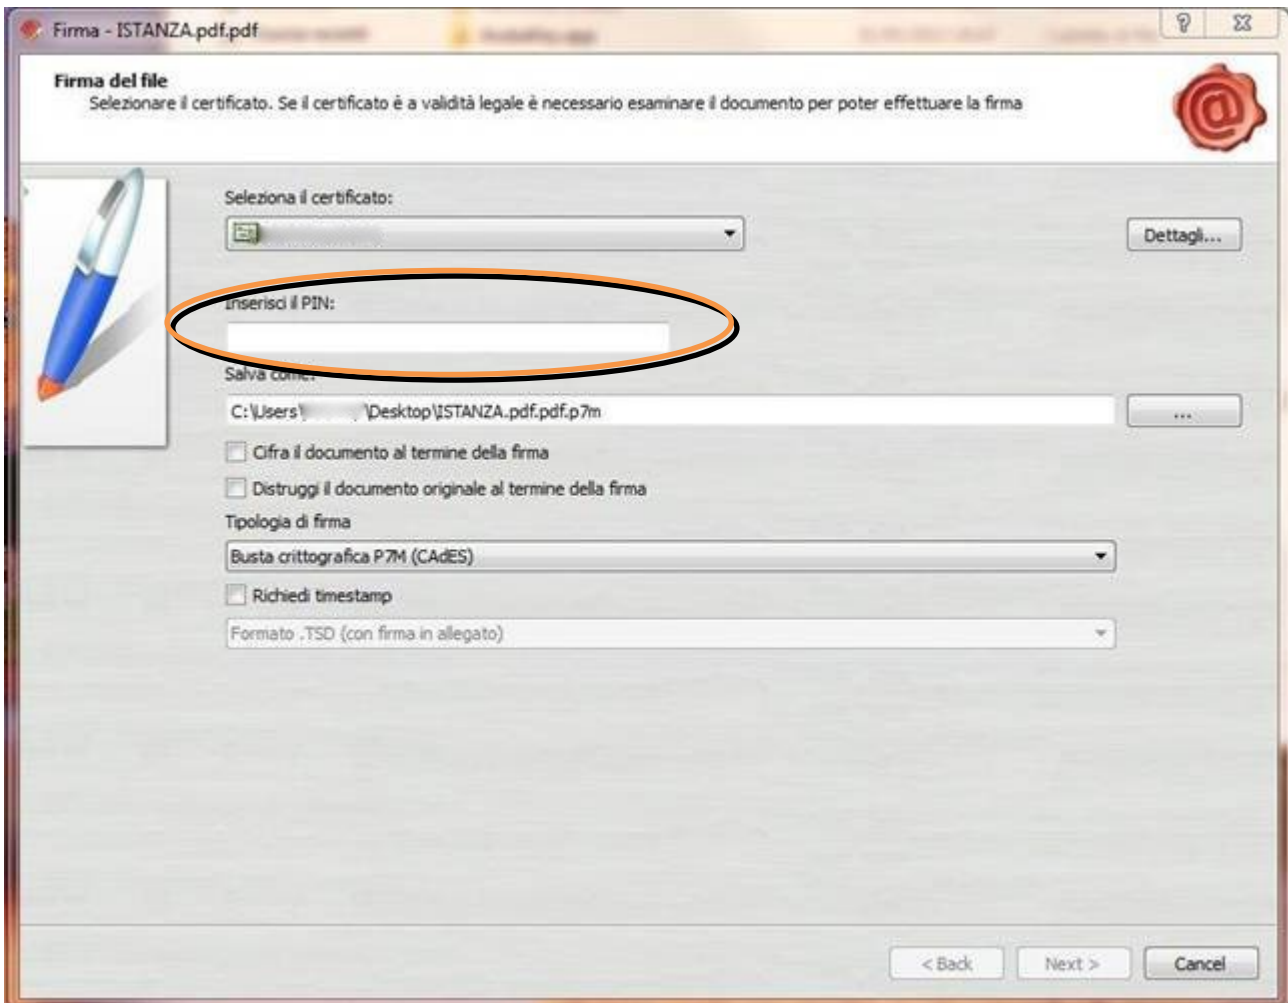 Firma - ISTANZA.pdf.pdf
Firma del file
Selezionare il certificato. Se il certificato è a validità legale è necessario esaminare il documento per poter effettuare la firma
Seleziona il certificato:
Dettagli...
Inserisci il PIN:
Salva come:
C:\Users\ \Desktop\ISTANZA.pdf.pdf.p7m
...
Cifra il documento al termine della firma
Distruggi il documento originale al termine della firma
Tipologia di firma
Busta crittografica P7M (CAdES)
Richiedi timestamp
Formato .TSD (con firma in allegato)
< Back
Next >
Cancel